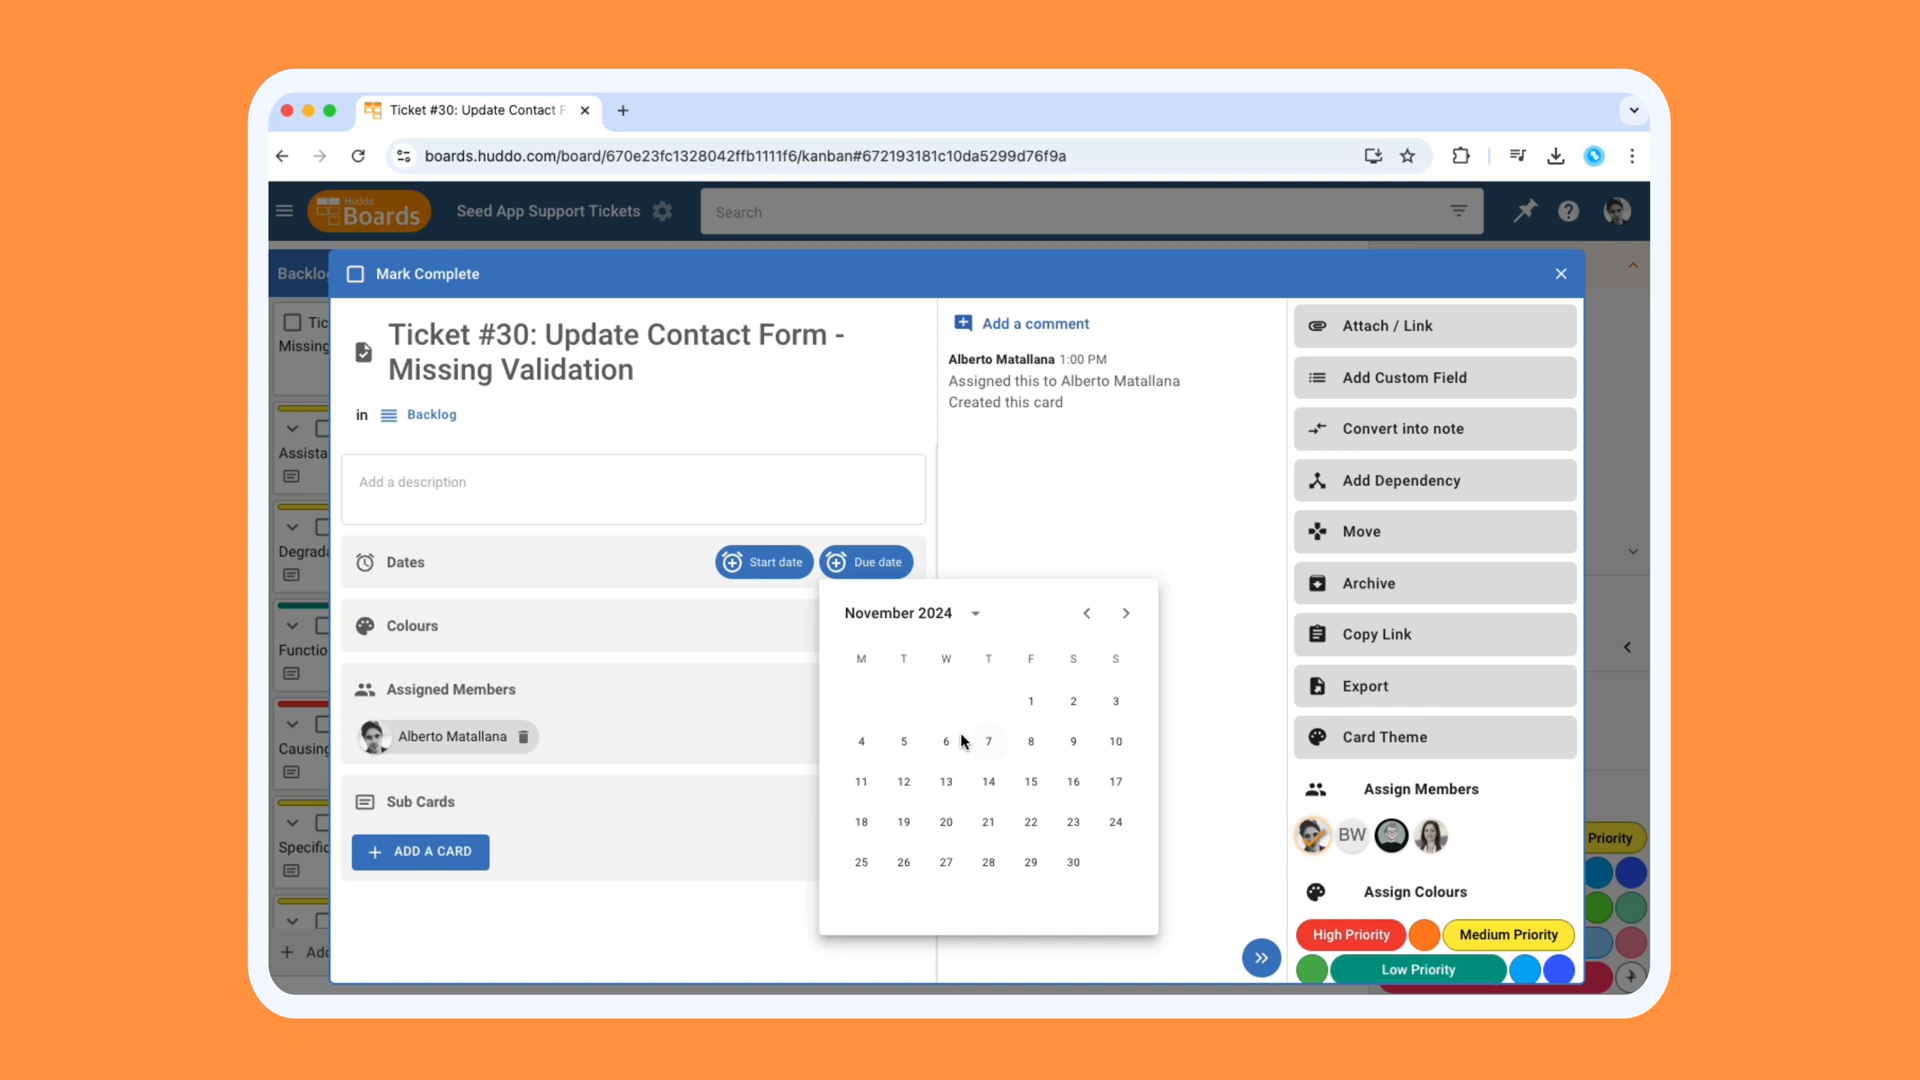 Ticket #30: Update Contact F
boards.huddo.com/board/670e23fc1328042ffb1111f6/kanban#672193181c10da5299d76f9a
Huddo
Boards
Seed App Support Tickets
Search
Backlo
Mark Complete
Tic
Missing
Assista
Degrada
Functio
Causing
Specific
Add
Ticket #30: Update Contact Form -
Missing Validation
in Backlog
Add a description
Dates
Start date
Due date
Colours
Assigned Members
Alberto Matallana
Sub Cards
ADD A CARD
November 2024
M T W T F S S
1 2 3
4 5 6 7 8 9 10
11 12 13 14 15 16 17
18 19 20 21 22 23 24
25 26 27 28 29 30
Add a comment
Alberto Matallana 1:00 PM
Assigned this to Alberto Matallana
Created this card
Attach / Link
Add Custom Field
Convert into note
Add Dependency
Move
Archive
Copy Link
Export
Card Theme
Assign Members
BW
Assign Colours
High Priority
Medium Priority
Low Priority
Priority